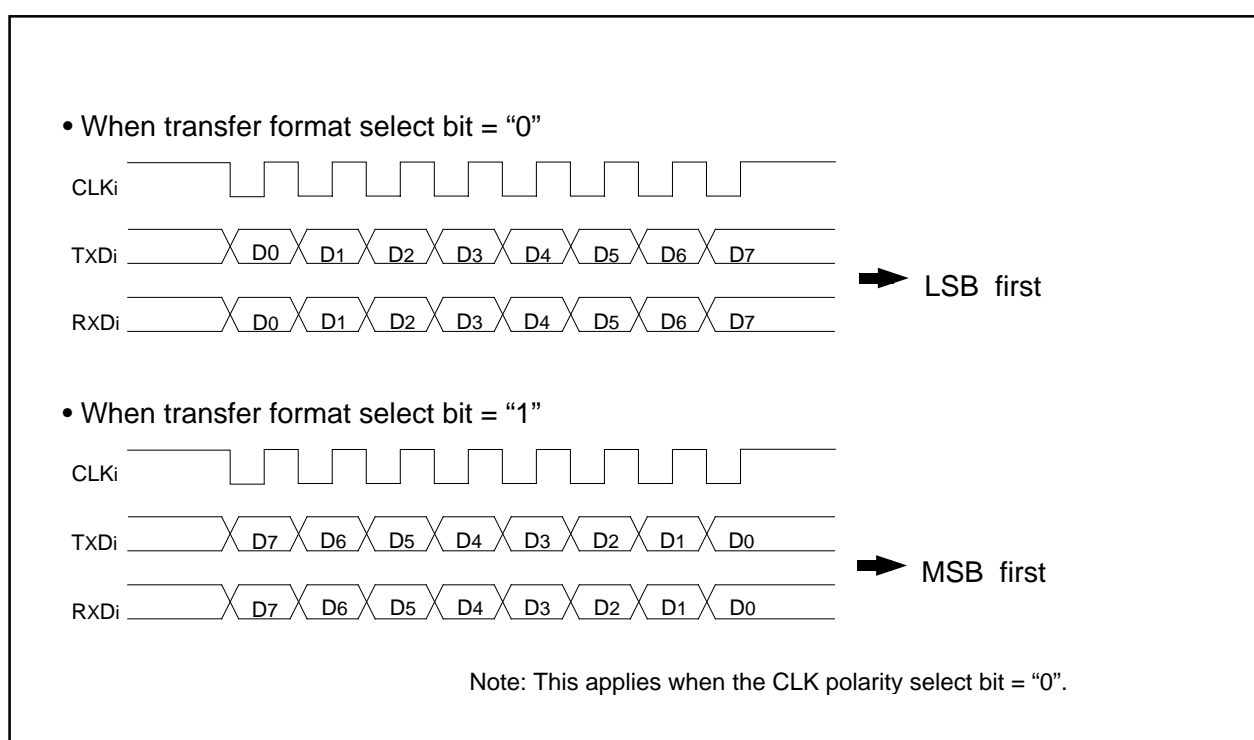 • When transfer format select bit = “0”
CLKi
TXDi D0 D1 D2 D3 D4 D5 D6 D7
RXDi D0 D1 D2 D3 D4 D5 D6 D7
LSB first
• When transfer format select bit = “1”
CLKi
TXDi D7 D6 D5 D4 D3 D2 D1 D0
RXDi D7 D6 D5 D4 D3 D2 D1 D0
MSB first
Note: This applies when the CLK polarity select bit = “0”.